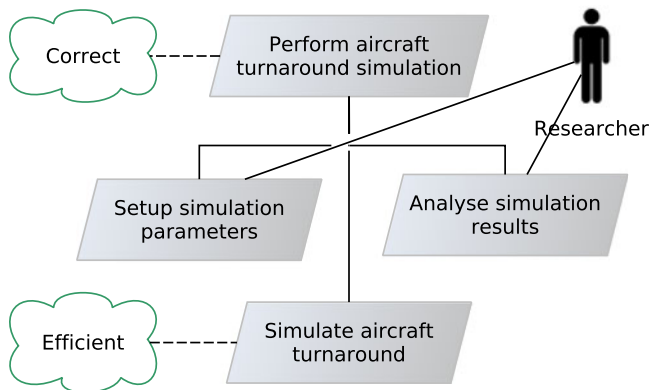 Correct
Perform aircraft
turnaround simulation
Researcher
Setup simulation
parameters
Analyse simulation
results
Efficient
Simulate aircraft
turnaround